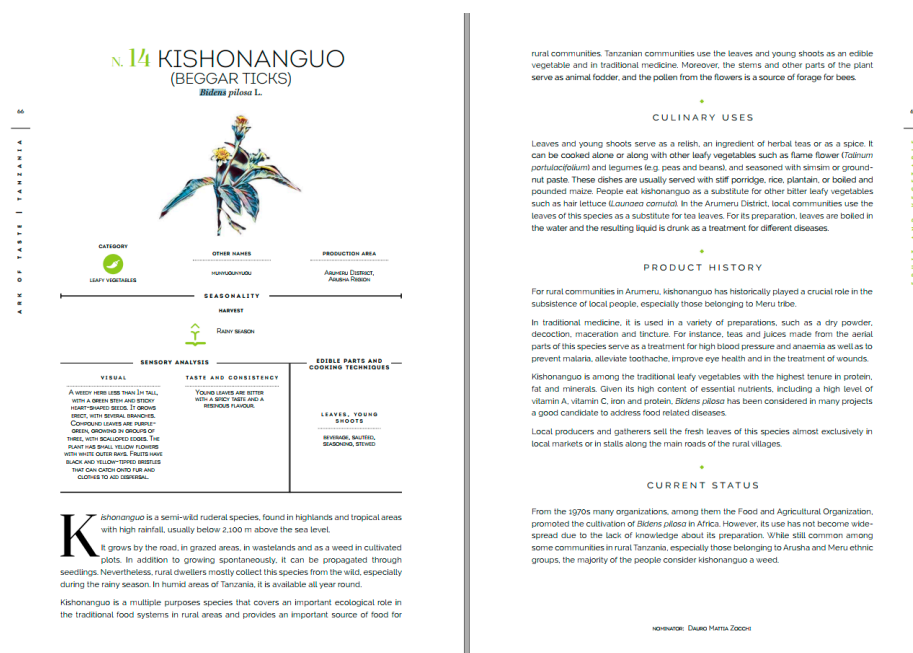 N. 14 KISHONANGUO
(BEGGAR TICKS)
Bidens pilosa L.
66
ARK OF TASTE | TANZANIA
CATEGORY
LEAFY VEGETABLES
OTHER NAMES
PRODUCTION AREA
ARUMERU DISTRICT,
ARUSHA REGION
SEASONALITY
HARVEST
RAINY SEASON
SENSORY ANALYSIS
VISUAL
A WEEDY HERB LESS THAN 1M TALL,
WITH A GREEN STEM AND STICKY
HEART-SHAPED SEEDS. IT GROWS
ERECT, WITH SEVERAL BRANCHES.
COMPOUND LEAVES ARE PURPLE-
GREEN, GROWING IN GROUPS OF
THREE, WITH SCALLOPED EDGES. THE
PLANT HAS SMALL YELLOW FLOWERS
WITH WHITE OUTER RAYS. FRUITS HAVE
BLACK AND YELLOW-TIPPED BRISTLES
THAT CAN CATCH ONTO FUR AND
CLOTHES TO AID DISPERSAL.
TASTE AND CONSISTENCY
YOUNG LEAVES ARE BITTER
WITH A SPICY TASTE AND A
RESINOUS FLAVOUR.
EDIBLE PARTS AND
COOKING TECHNIQUES
LEAVES, YOUNG
SHOOTS
BEVERAGE, SAUTÉED,
SEASONING, STEWED
Kishonanguo is a semi-wild ruderal species, found in highlands and tropical areas
with high rainfall, usually below 2,100 m above the sea level.
It grows by the road, in grazed areas, in wastelands and as a weed in cultivated
plots. In addition to growing spontaneously, it can be propagated through
seedlings. Nevertheless, rural dwellers mostly collect this species from the wild, especially
during the rainy season. In humid areas of Tanzania, it is available all year round.
Kishonanguo is a multiple purposes species that covers an important ecological role in
the traditional food systems in rural areas and provides an important source of food for
rural communities. Tanzanian communities use the leaves and young shoots as an edible
vegetable and in traditional medicine. Moreover, the stems and other parts of the plant
serve as animal fodder, and the pollen from the flowers is a source of forage for bees.
CULINARY USES
Leaves and young shoots serve as a relish, an ingredient of herbal teas or as a spice. It
can be cooked alone or along with other leafy vegetables such as flame flower (Talinum
portulacifolium) and legumes (e.g. peas and beans), and seasoned with simsim or ground-
nut paste. These dishes are usually served with stiff porridge, rice, plantain, or boiled and
pounded maize. People eat kishonanguo as a substitute for other bitter leafy vegetables
such as hair lettuce (Launaea cornuta). In the Arumeru District, local communities use the
leaves of this species as a substitute for tea leaves. For its preparation, leaves are boiled in
the water and the resulting liquid is drunk as a treatment for different diseases.
PRODUCT HISTORY
For rural communities in Arumeru, kishonanguo has historically played a crucial role in the
subsistence of local people, especially those belonging to Meru tribe.
In traditional medicine, it is used in a variety of preparations, such as a dry powder,
decoction, maceration and tincture. For instance, teas and juices made from the aerial
parts of this species serve as a treatment for high blood pressure and anaemia as well as to
prevent malaria, alleviate toothache, improve eye health and in the treatment of wounds.
Kishonanguo is among the traditional leafy vegetables with the highest tenure in protein,
fat and minerals. Given its high content of essential nutrients, including a high level of
vitamin A, vitamin C, iron and protein, Bidens pilosa has been considered in many projects
a good candidate to address food related diseases.
Local producers and gatherers sell the fresh leaves of this species almost exclusively in
local markets or in stalls along the main roads of the rural villages.
CURRENT STATUS
From the 1970s many organizations, among them the Food and Agricultural Organization,
promoted the cultivation of Bidens pilosa in Africa. However, its use has not become wide-
spread due to the lack of knowledge about its preparation. While still common among
some communities in rural Tanzania, especially those belonging to Arusha and Meru ethnic
groups, the majority of the people consider kishonanguo a weed.
NOMINATOR: DAURO MATTIA ZOCCHI